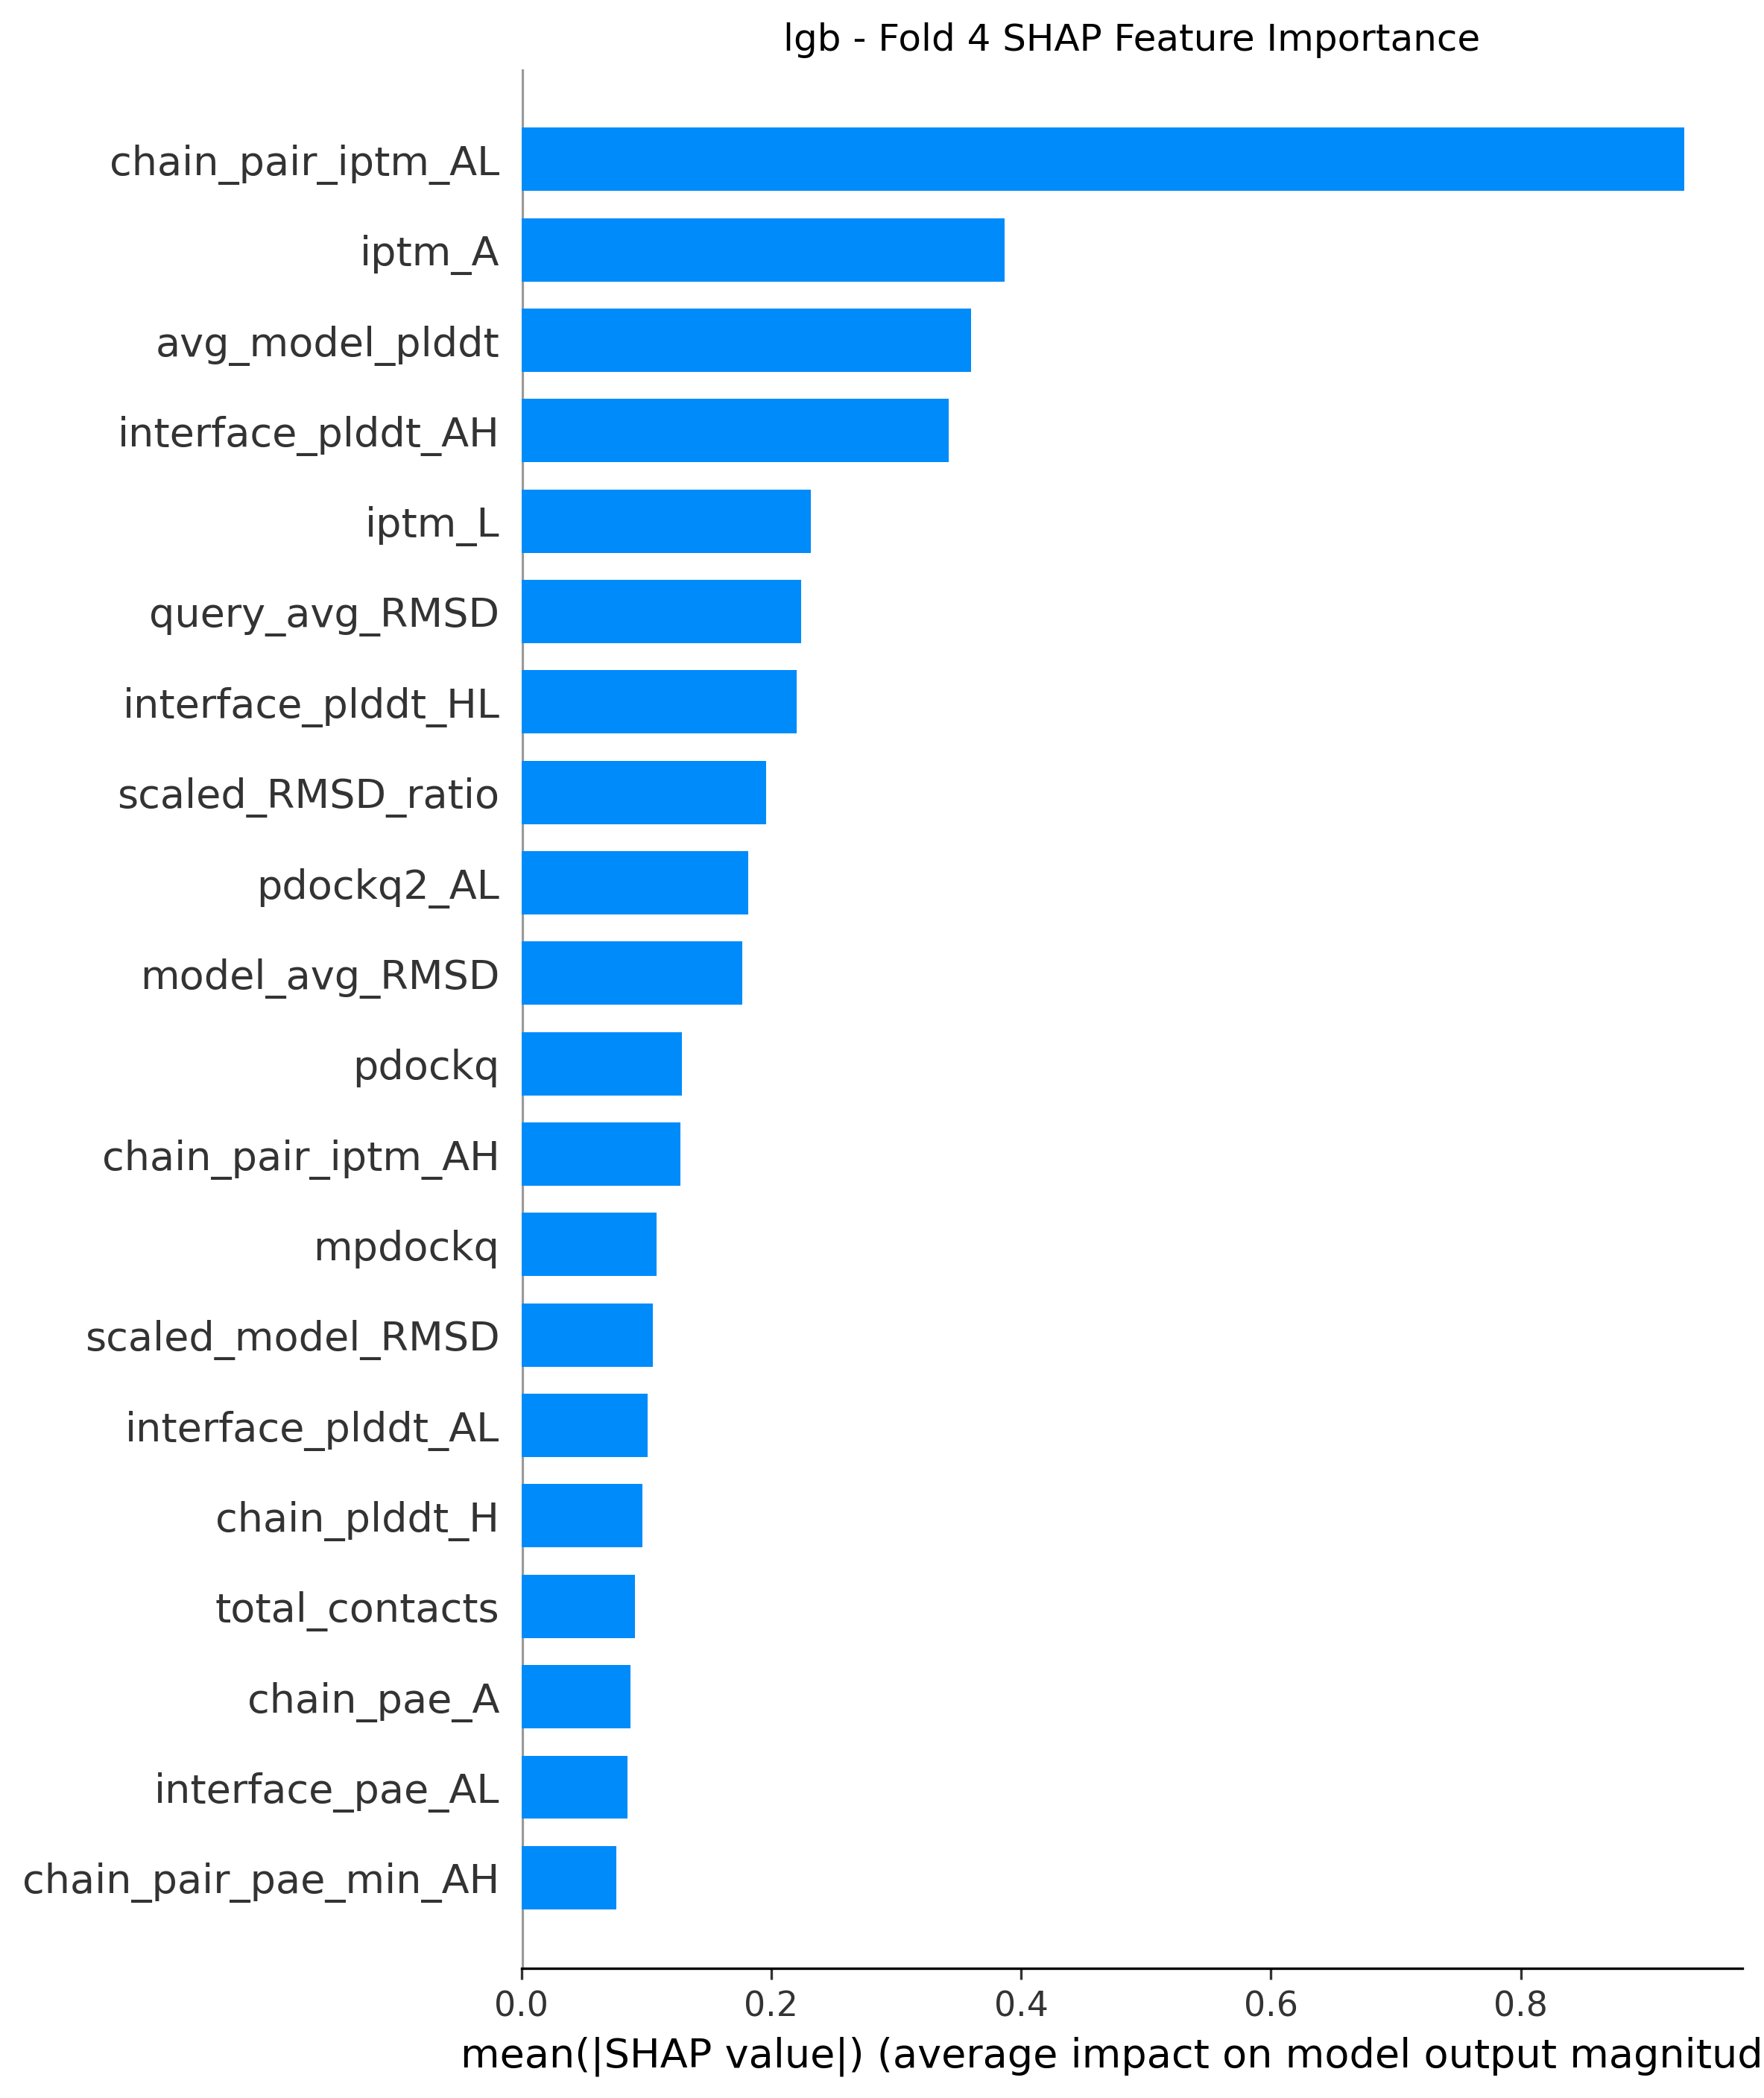 lgb - Fold 4 SHAP Feature Importance
chain_pair_iptm_AL
iptm_A
avg_model_plddt
interface_plddt_AH
iptm_L
query_avg_RMSD
interface_plddt_HL
scaled_RMSD_ratio
pdockq2_AL
model_avg_RMSD
pdockq
chain_pair_iptm_AH
mpdockq
scaled_model_RMSD
interface_plddt_AL
chain_plddt_H
total_contacts
chain_pae_A
interface_pae_AL
chain_pair_pae_min_AH
0.0 0.2 0.4 0.6 0.8
mean(|SHAP value|) (average impact on model output magnitud